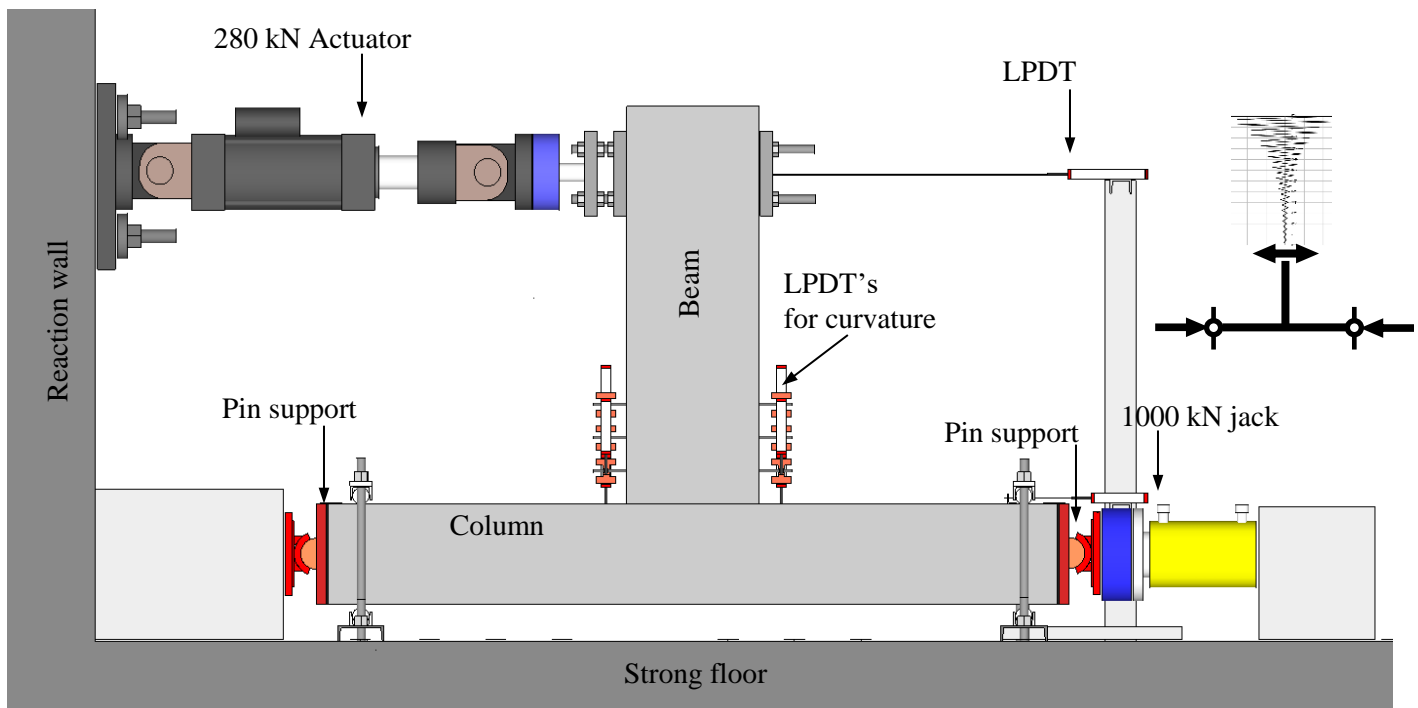 280 kN Actuator
LPDT
Reaction wall
Beam
LPDT’s
for curvature
Pin support
Pin support
1000 kN jack
Column
Strong floor